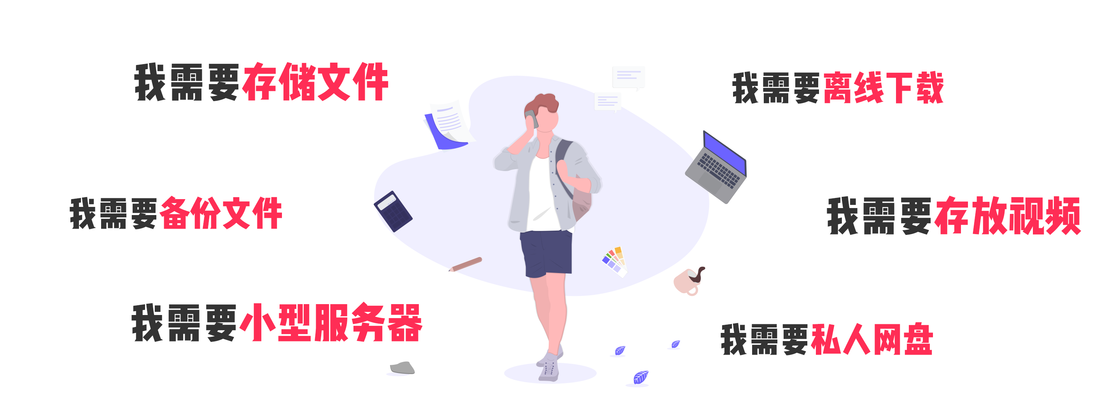 我需要存储文件
我需要离线下载
我需要备份文件
我需要存放视频
我需要小型服务器
我需要私人网盘